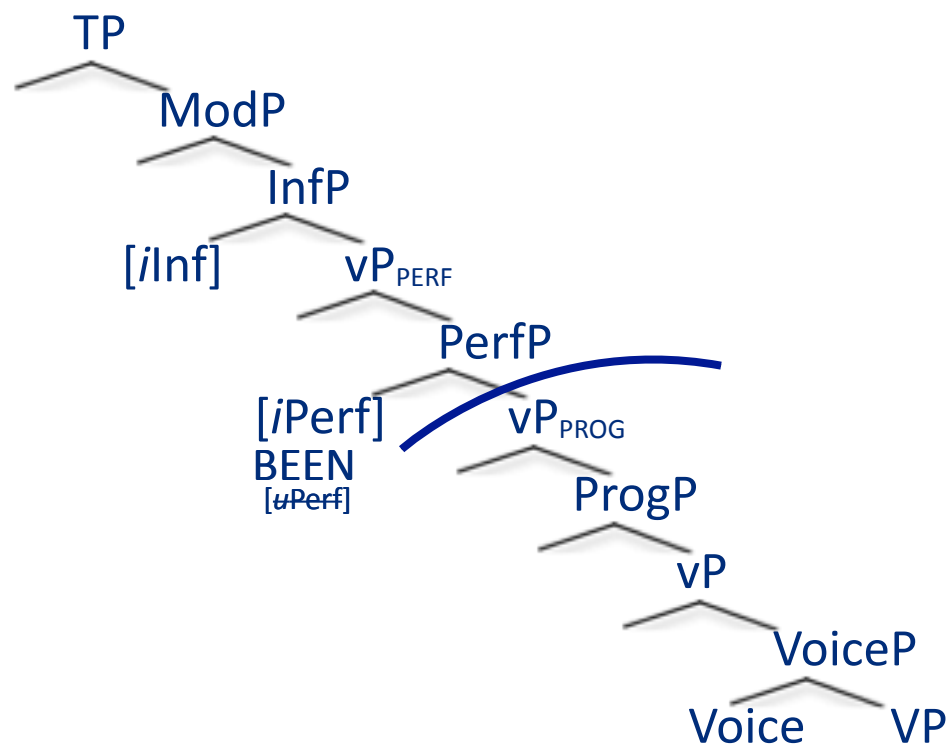 TP
ModP
InfP
[iInf]
vPPERF
PerfP
[iPerf]
vPPROG
BEEN
[uPerf]
ProgP
vP
VoiceP
Voice
VP